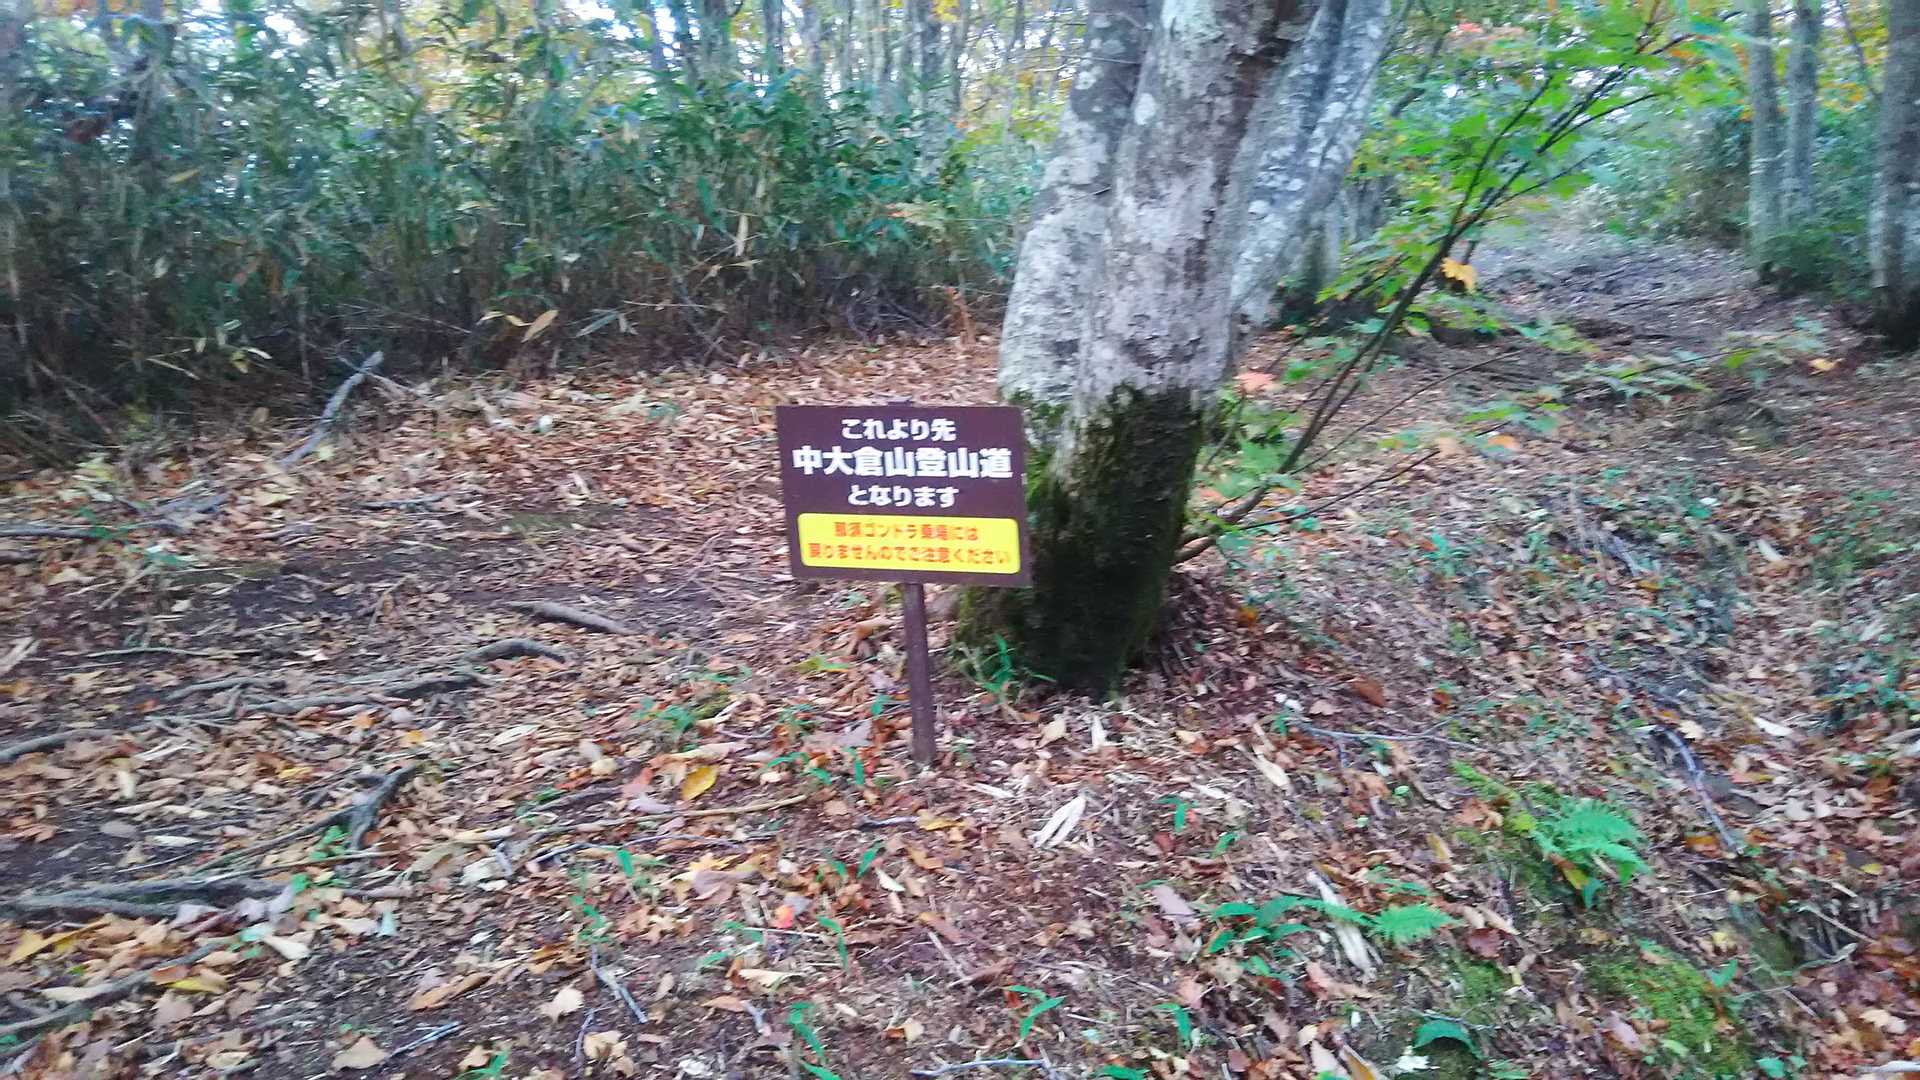 これより先
中大倉山登山道
となります
那須ゴンドラ乗場には
戻りませんのでご注意ください